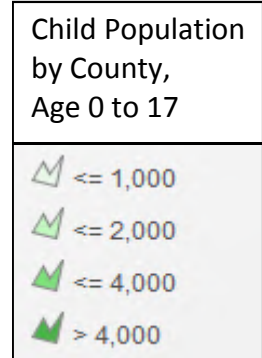 Child Population
by County,
Age 0 to 17
<= 1,000
<= 2,000
<= 4,000
> 4,000